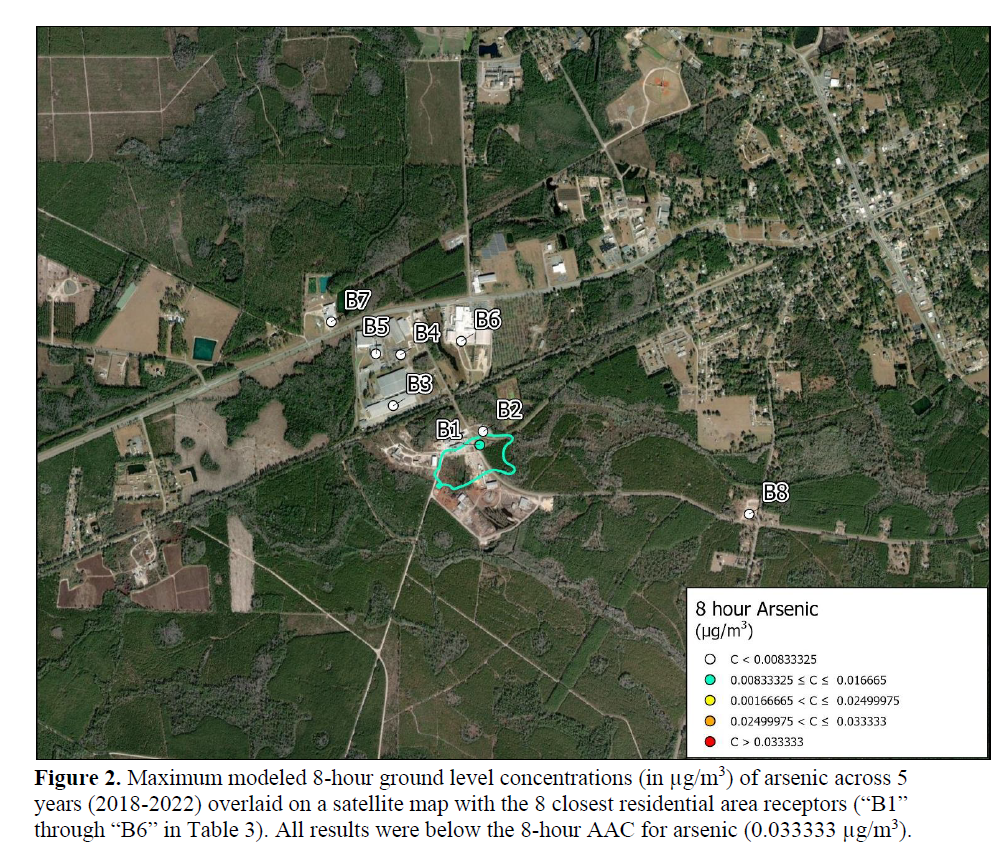 B7
B5
B4
B6
B3
B2
B1
B8
8 hour Arsenic
(µg/m³)
C < 0.00833325
0.00833325 ≤ C ≤ 0.016665
0.00166665 < C ≤ 0.02499975
0.02499975 < C ≤ 0.033333
C > 0.033333
Figure 2. Maximum modeled 8-hour ground level concentrations (in µg/m³) of arsenic across 5
years (2018-2022) overlaid on a satellite map with the 8 closest residential area receptors (“B1”
through “B6” in Table 3). All results were below the 8-hour AAC for arsenic (0.033333 µg/m³).